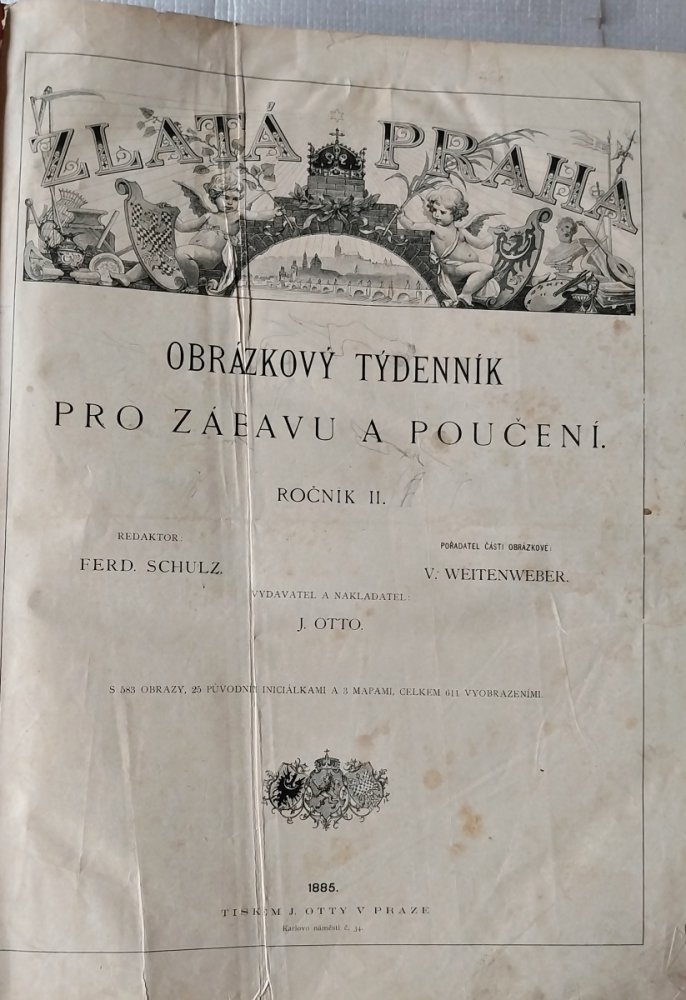 ZLATÁ PRAHA
OBRÁZKOVÝ TÝDENNÍK
PRO ZÁBAVU A POUČENÍ.
ROČNÍK II.
REDAKTOR:
FERD. SCHULZ.
POŘADATEL ČÁSTI OBRÁZKOVÉ:
V. WEITENWEBER.
VYDAVATEL A NAKLADATEL:
J. OTTO.
S 583 OBRAZY, 25 PŮVODNÍMI INICIÁLKAMI A 3 MAPAMI, CELKEM 611 VYOBRAZENÍMI.
1885.
TISKEM J. OTTY V PRAZE
Karlovo náměstí č. 34.